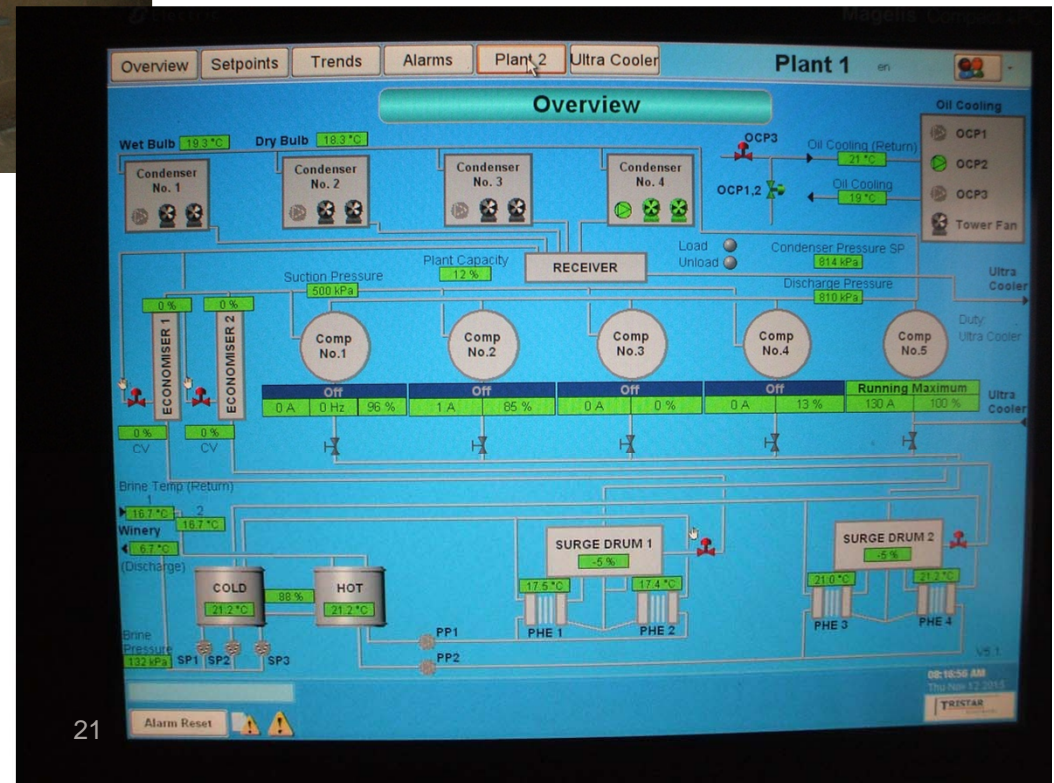 Magelis Compact iPC
Overview Setpoints Trends Alarms Plant 2 Ultra Cooler Plant 1 en
Overview
Oil Cooling
Wet Bulb 19.3 °C Dry Bulb 18.3 °C
OCP3
Oil Cooling (Return)
21 °C
OCP1
OCP2
OCP3
Tower Fan
OCP1,2
Oil Cooling
19 °C
Condenser
No. 1
Condenser
No. 2
Condenser
No. 3
Condenser
No. 4
Load
Unload
Condenser Pressure SP
814 kPa
Plant Capacity
12 %
RECEIVER
Suction Pressure
500 kPa
Discharge Pressure
810 kPa
Ultra
Cooler
0 % 0 %
ECONOMISER 1
ECONOMISER 2
Comp
No.1
Comp
No.2
Comp
No.3
Comp
No.4
Comp
No.5
Duty:
Ultra Cooler
Off Off Off Off Running Maximum
0 A 0 Hz 96 % 1 A 85 % 0 A 0 % 0 A 13 % 130 A 100 %
Ultra
Cooler
0 % 0 %
CV CV
Brine Temp (Return)
1
16.7 °C
2
16.7 °C
Winery
6.7 °C
(Discharge)
SURGE DRUM 1
-5 %
SURGE DRUM 2
-5 %
COLD
21.2 °C
88 %
HOT
21.2 °C
17.5 °C 17.4 °C
21.0 °C 21.2 °C
PHE 1 PHE 2
PHE 3 PHE 4
PP1
PP2
Brine
Pressure
132 kPa
SP1 SP2 SP3
V5.1
08:16:56 AM
Thu Nov 12 2015
TRISTAR
Alarm Reset
21